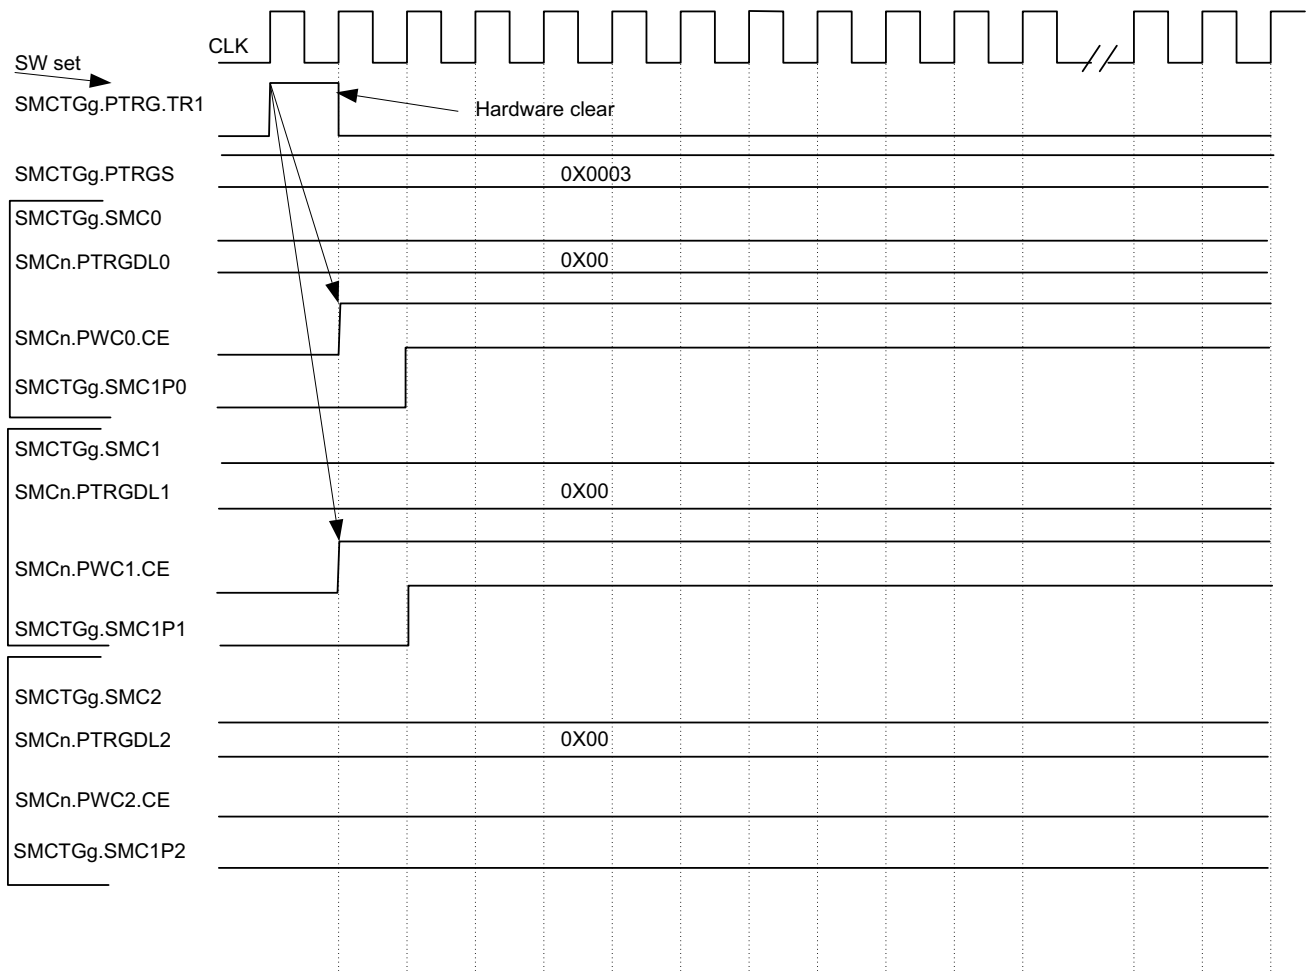 CLK
SW set
SMCTGg.PTRG.TR1
Hardware clear
SMCTGg.PTRGS
0X0003
SMCTGg.SMC0
SMCn.PTRGDL0
0X00
SMCn.PWC0.CE
SMCTGg.SMC1P0
SMCTGg.SMC1
SMCn.PTRGDL1
0X00
SMCn.PWC1.CE
SMCTGg.SMC1P1
SMCTGg.SMC2
SMCn.PTRGDL2
0X00
SMCn.PWC2.CE
SMCTGg.SMC1P2